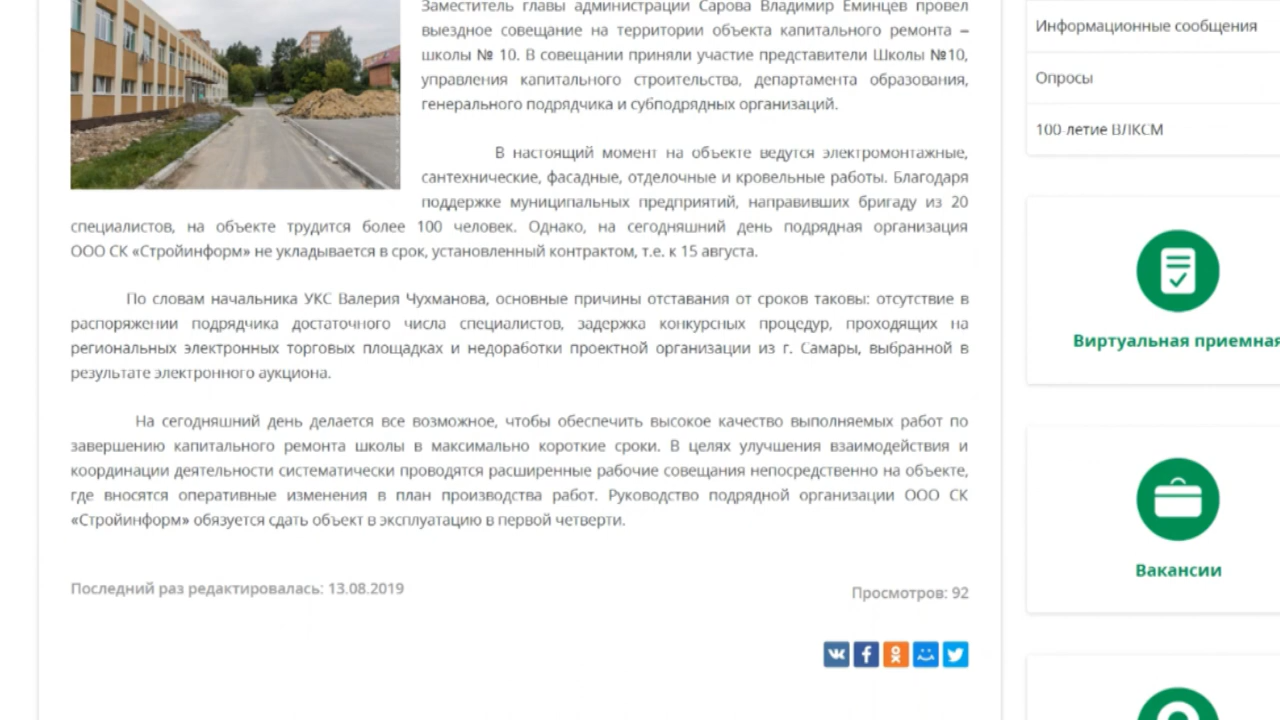 Заместитель главы администрации Сарова Владимир Еминцев провел
выездное совещание на территории объекта капитального ремонта –
школы № 10. В совещании приняли участие представители Школы №10,
управления капитального строительства, департамента образования,
генерального подрядчика и субподрядных организаций.
В настоящий момент на объекте ведутся электромонтажные,
сантехнические, фасадные, отделочные и кровельные работы. Благодаря
поддержке муниципальных предприятий, направивших бригаду из 20
специалистов, на объекте трудится более 100 человек. Однако, на сегодняшний день подрядная организация
ООО СК «Стройинформ» не укладывается в срок, установленный контрактом, т.е. к 15 августа.
По словам начальника УКС Валерия Чухманова, основные причины отставания от сроков таковы: отсутствие в
распоряжении подрядчика достаточного числа специалистов, задержка конкурсных процедур, проходящих на
региональных электронных торговых площадках и недоработки проектной организации из г. Самары, выбранной в
результате электронного аукциона.
На сегодняшний день делается все возможное, чтобы обеспечить высокое качество выполняемых работ по
завершению капитального ремонта школы в максимально короткие сроки. В целях улучшения взаимодействия и
координации деятельности систематически проводятся расширенные рабочие совещания непосредственно на объекте,
где вносятся оперативные изменения в план производства работ. Руководство подрядной организации ООО СК
«Стройинформ» обязуется сдать объект в эксплуатацию в первой четверти.
Последний раз редактировалась: 13.08.2019
Просмотров: 92
Информационные сообщения
Опросы
100-летие ВЛКСМ
Виртуальная приемная
Вакансии